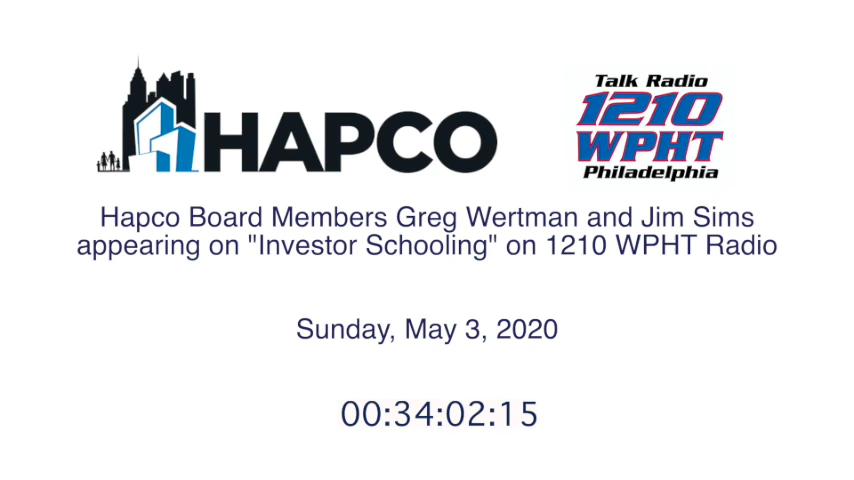 HAPCO
Talk Radio
1210
WPHT
Philadelphia
Hapco Board Members Greg Wertman and Jim Sims
appearing on "Investor Schooling" on 1210 WPHT Radio
Sunday, May 3, 2020
00:34:02:15